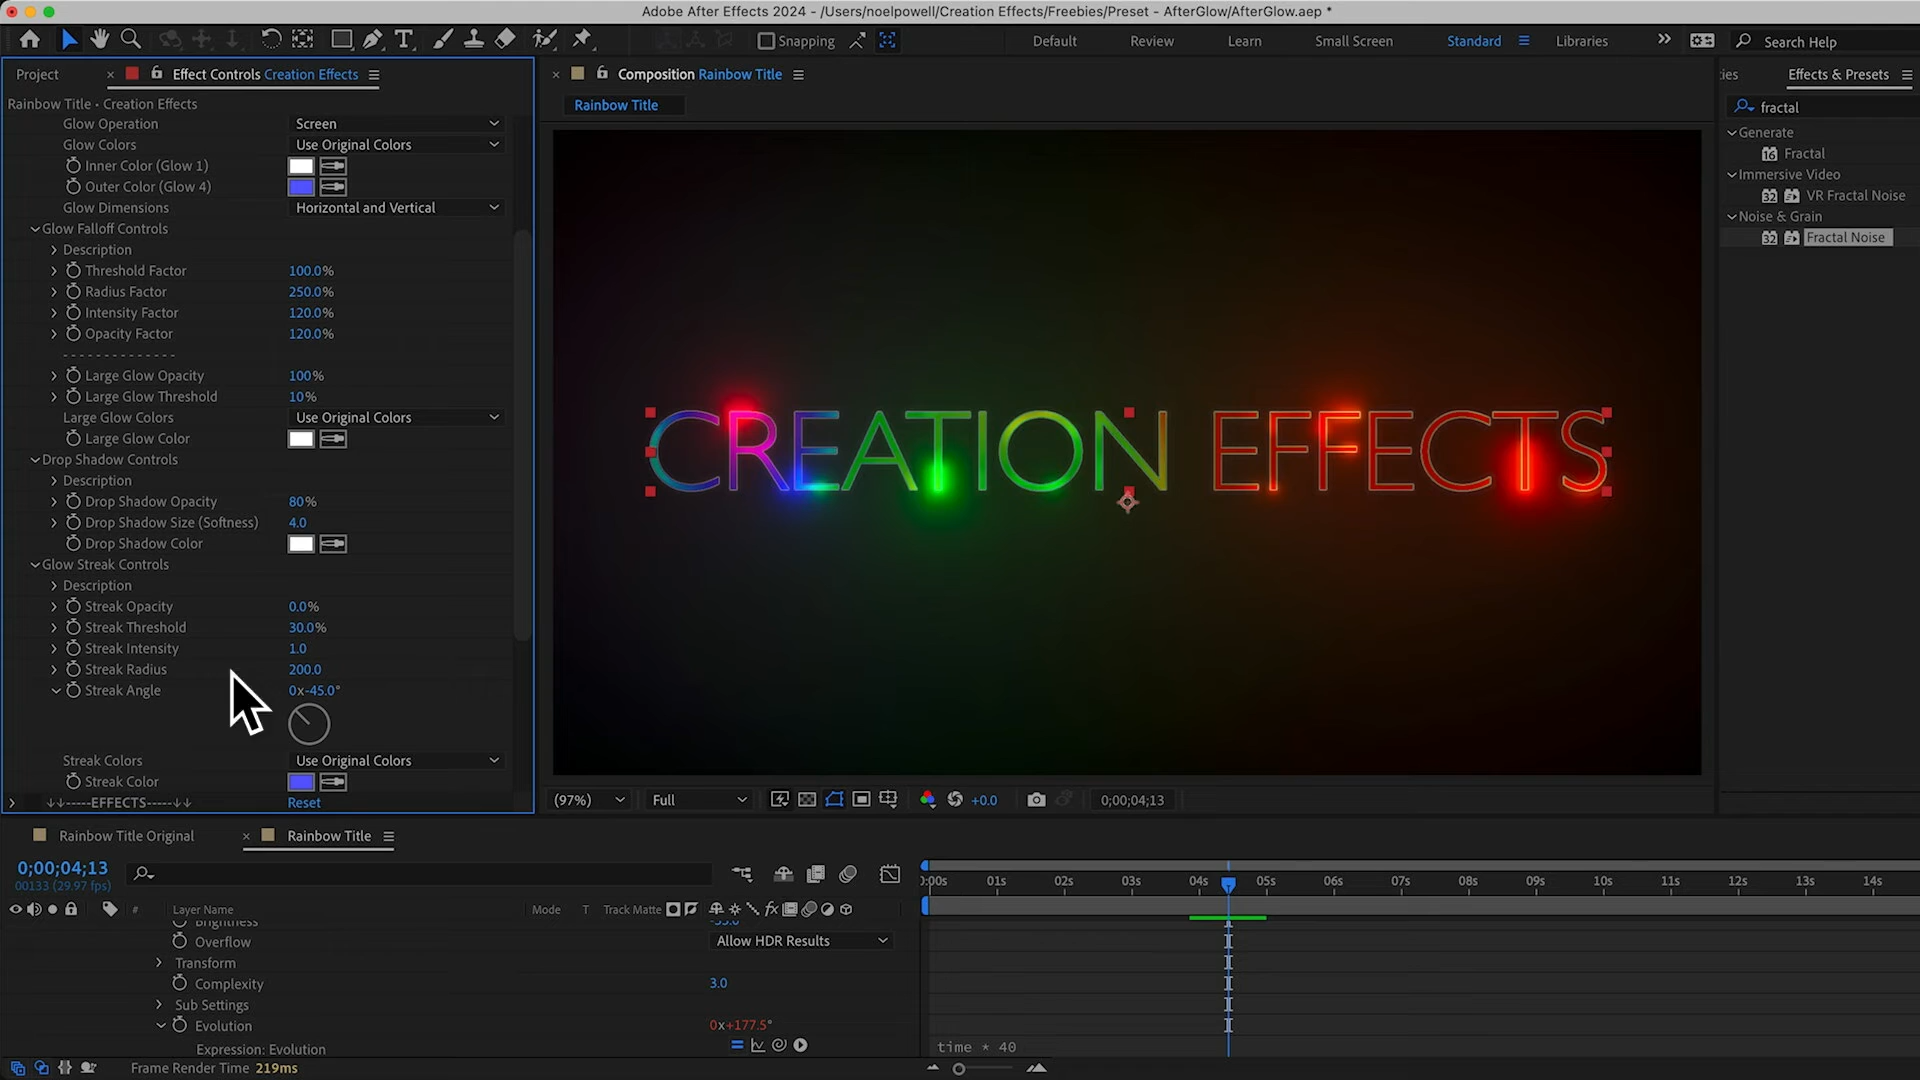 Adobe After Effects 2024 - /Users/noelpowell/Creation Effects/Freebies/Preset - AfterGlow/AfterGlow.aep *
Snapping
Default
Review
Learn
Small Screen
Standard
Libraries
Search Help
Project
Effect Controls Creation Effects
Rainbow Title • Creation Effects
Glow Operation Screen
Glow Colors Use Original Colors
Inner Color (Glow 1)
Outer Color (Glow 4)
Glow Dimensions Horizontal and Vertical
Glow Falloff Controls
Description
Threshold Factor 100.0%
Radius Factor 250.0%
Intensity Factor 120.0%
Opacity Factor 120.0%
- - - - - - - - - - - - - -
Large Glow Opacity 100%
Large Glow Threshold 10%
Large Glow Colors Use Original Colors
Large Glow Color
Drop Shadow Controls
Description
Drop Shadow Opacity 80%
Drop Shadow Size (Softness) 4.0
Drop Shadow Color
Glow Streak Controls
Description
Streak Opacity 0.0%
Streak Threshold 30.0%
Streak Intensity 1.0
Streak Radius 200.0
Streak Angle 0x-45.0°
Streak Colors Use Original Colors
Streak Color
↓↓-----EFFECTS-----↓↓ Reset
Composition Rainbow Title
Rainbow Title
CREATION EFFECTS
(97%) Full +0.0 0;00;04;13
ies
Effects & Presets
fractal
Generate
16 Fractal
Immersive Video
32 VR Fractal Noise
Noise & Grain
32 Fractal Noise
Rainbow Title Original
Rainbow Title
0;00;04;13
00133 (29.97 fps)
# Layer Name Mode T Track Matte fx
Brightness
Overflow Allow HDR Results
Transform
Complexity 3.0
Sub Settings
Evolution 0x+177.5°
Expression: Evolution
Frame Render Time 219ms
:00s 01s 02s 03s 04s 05s 06s 07s 08s 09s 10s 11s 12s 13s 14s
time * 40